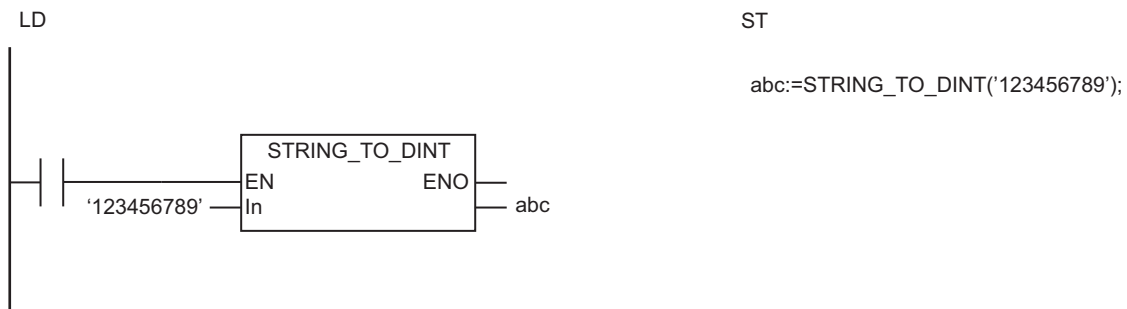 LD
ST
abc:=STRING_TO_DINT('123456789');
STRING_TO_DINT
EN ENO
‘123456789’ In abc